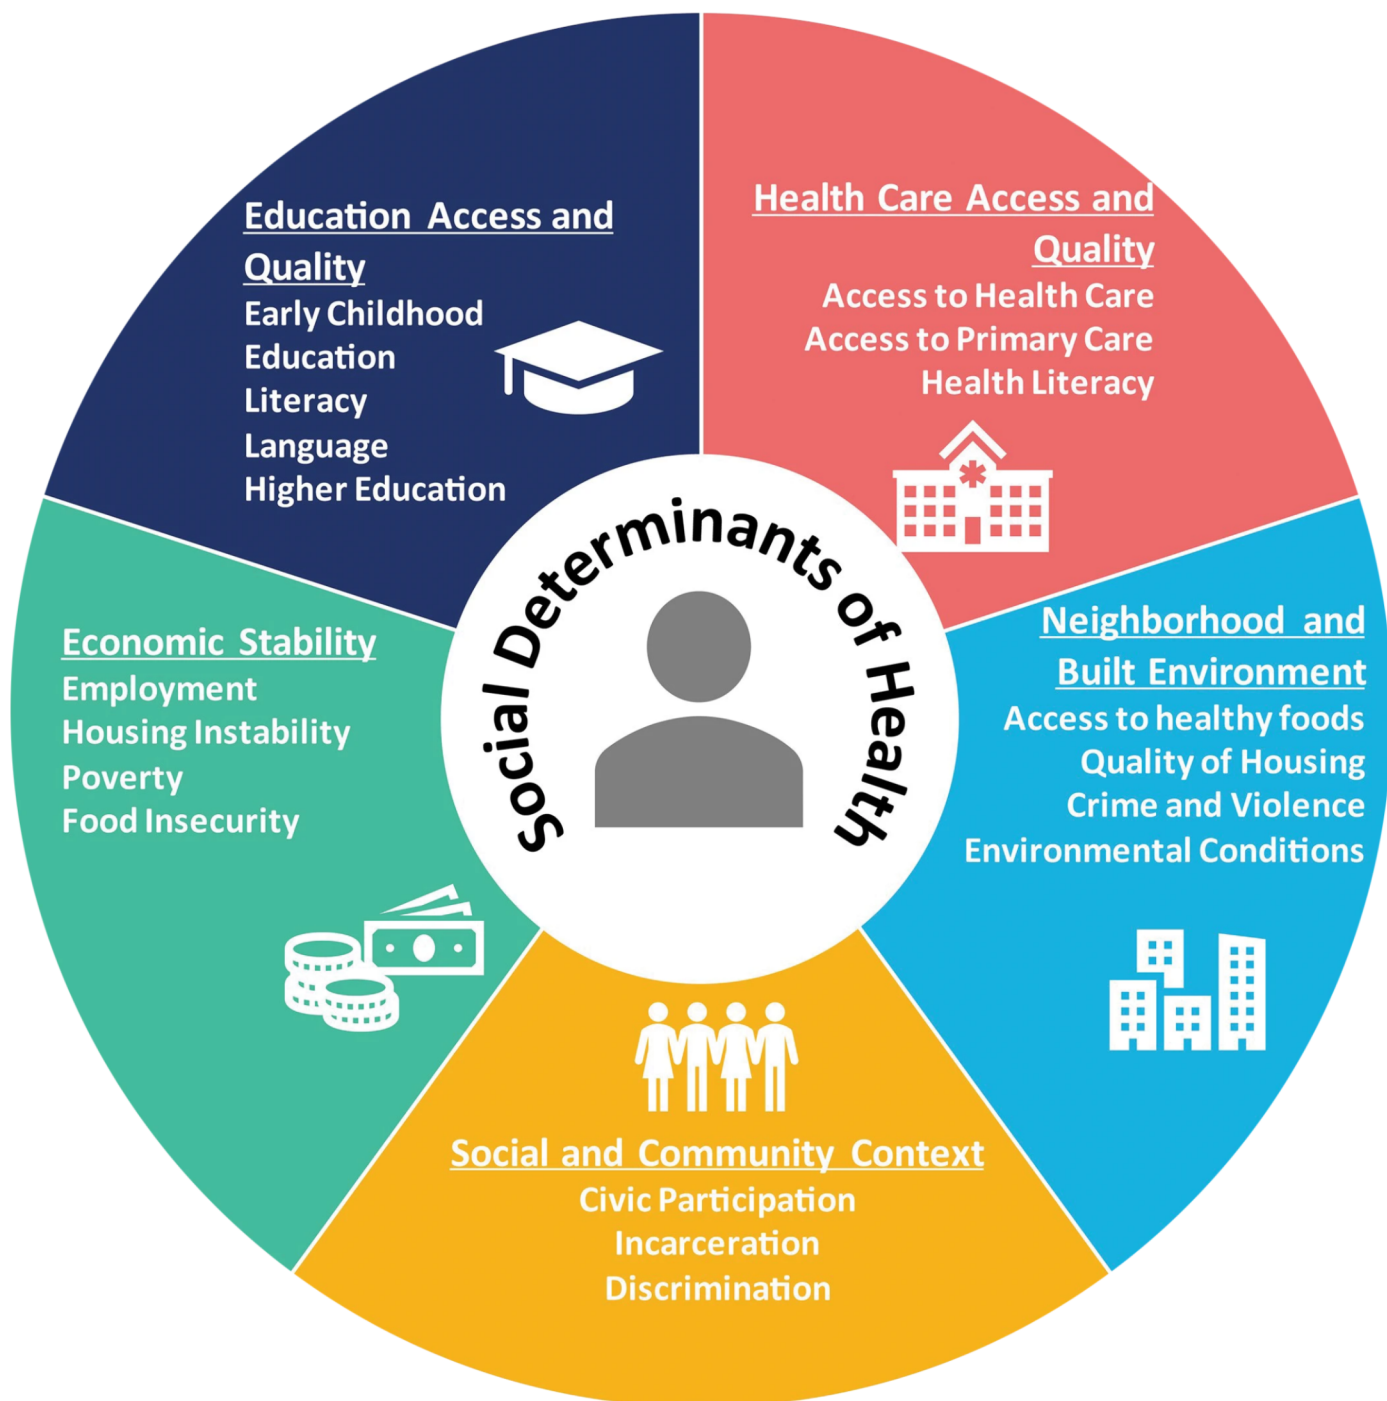 Education Access and
Quality
Early Childhood
Education
Literacy
Language
Higher Education
Health Care Access and
Quality
Access to Health Care
Access to Primary Care
Health Literacy
Social Determinants of Health
Economic Stability
Employment
Housing Instability
Poverty
Food Insecurity
Neighborhood and
Built Environment
Access to healthy foods
Quality of Housing
Crime and Violence
Environmental Conditions
Social and Community Context
Civic Participation
Incarceration
Discrimination